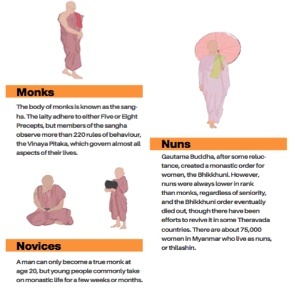 Monks
The body of monks is known as the sang-
ha. The laity adhere to either Five or Eight
Precepts, but members of the sangha
observe more than 220 rules of behaviour,
the Vinaya Pitaka, which govern almost all
aspects of their lives.
Novices
A man can only become a true monk at
age 20, but young people commonly take
on monastic life for a few weeks or months.
Nuns
Gautama Buddha, after some reluc-
tance, created a monastic order for
women, the Bhikkhuni. However,
nuns were always lower in rank
than monks, regardless of seniority,
and the Bhikkhuni order eventually
died out, though there have been
efforts to revive it in some Theravada
countries. There are about 75,000
women in Myanmar who live as nuns,
or thilashin.